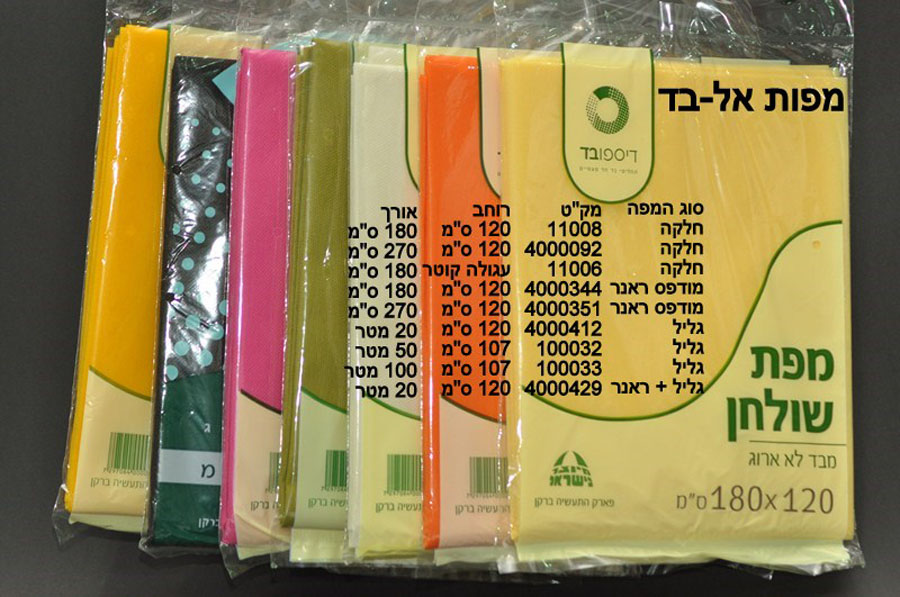 מפות אל-בד
דיספובד
סוג המפה מק"ט רוחב אורך
חלקה 11008 120 ס"מ 180 ס"מ
חלקה 4000092 120 ס"מ 270 ס"מ
חלקה 11006 עגולה קוטר 180 ס"מ
מודפס ראנר 4000344 120 ס"מ 180 ס"מ
מודפס ראנר 4000351 120 ס"מ 270 ס"מ
גליל 4000412 120 ס"מ 20 מטר
גליל 100032 107 ס"מ 50 מטר
גליל 100033 107 ס"מ 100 מטר
גליל + ראנר 4000429 120 ס"מ 20 מטר
מפת
שולחן
מבד לא ארוג
180x120 ס"מ
פארק התעשיה ברקן
התעשיה ברקן